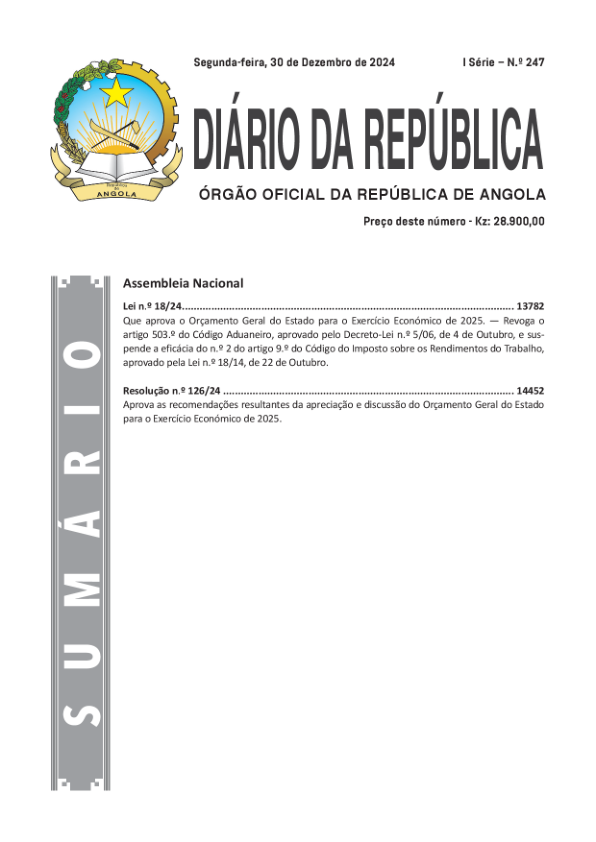 Segunda-feira, 30 de Dezembro de 2024
I Série – N.º 247
DIÁRIO DA REPÚBLICA
ÓRGÃO OFICIAL DA REPÚBLICA DE ANGOLA
República
de
ANGOLA
Preço deste número - Kz: 28.900,00
SUMÁRIO
Assembleia Nacional
Lei n.º 18/24 ................................................................ 13782
Que aprova o Orçamento Geral do Estado para o Exercício Económico de 2025. — Revoga o
artigo 503.º do Código Aduaneiro, aprovado pelo Decreto-Lei n.º 5/06, de 4 de Outubro, e sus-
pende a eficácia do n.º 2 do artigo 9.º do Código do Imposto sobre os Rendimentos do Trabalho,
aprovado pela Lei n.º 18/14, de 22 de Outubro.
Resolução n.º 126/24 ................................................................ 14452
Aprova as recomendações resultantes da apreciação e discussão do Orçamento Geral do Estado
para o Exercício Económico de 2025.